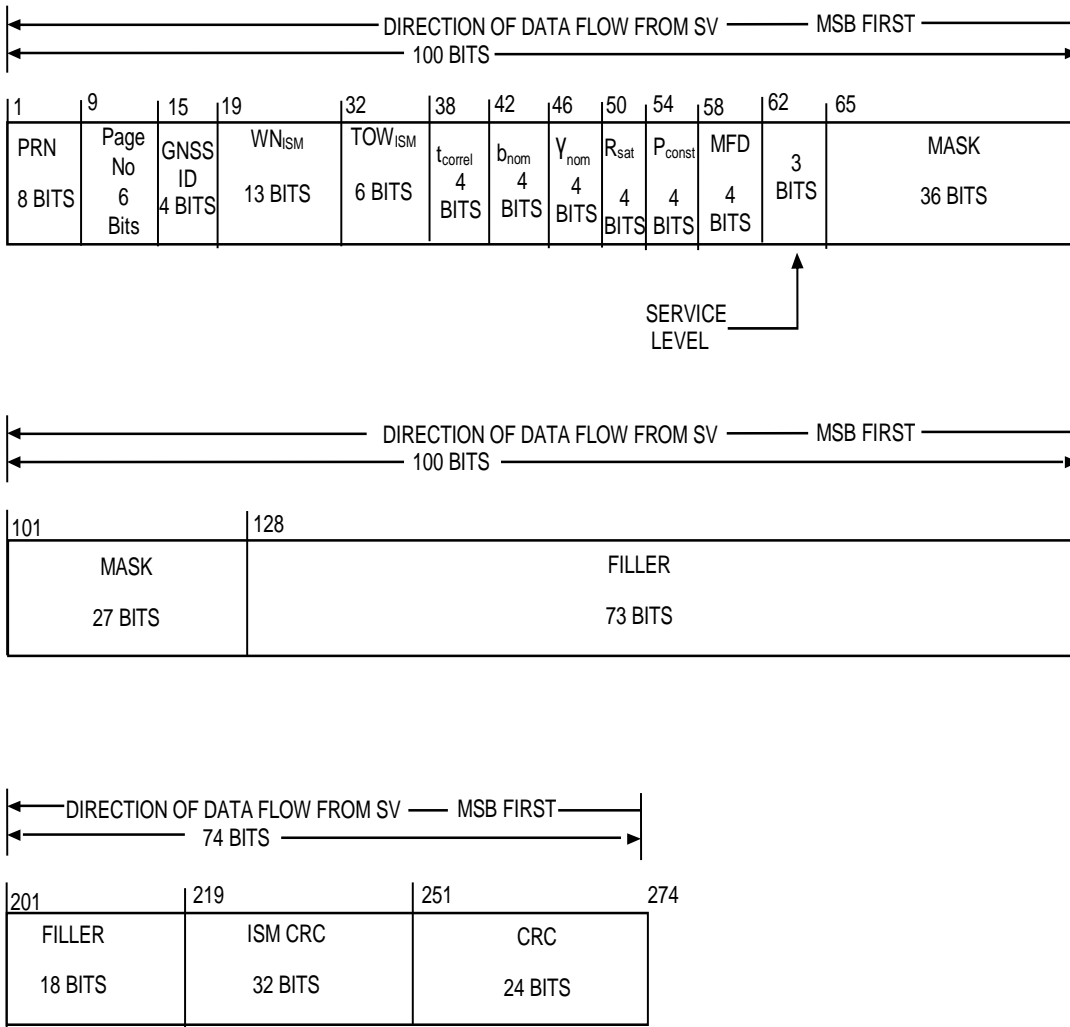 DIRECTION OF DATA FLOW FROM SV MSB FIRST
100 BITS
1 9 15 19 32 38 42 46 50 54 58 62 65
PRN
8 BITS
Page
No
6
Bits
GNSS
ID
4 BITS
WNISM
13 BITS
TOWISM
6 BITS
tcorrel
4
BITS
bnom
4
BITS
γnom
4
BITS
Rsat
4
BITS
Pconst
4
BITS
MFD
4
BITS
3
BITS
MASK
36 BITS
SERVICE
LEVEL
DIRECTION OF DATA FLOW FROM SV MSB FIRST
100 BITS
101 128
MASK
27 BITS
FILLER
73 BITS
DIRECTION OF DATA FLOW FROM SV MSB FIRST
74 BITS
201 219 251 274
FILLER
18 BITS
ISM CRC
32 BITS
CRC
24 BITS